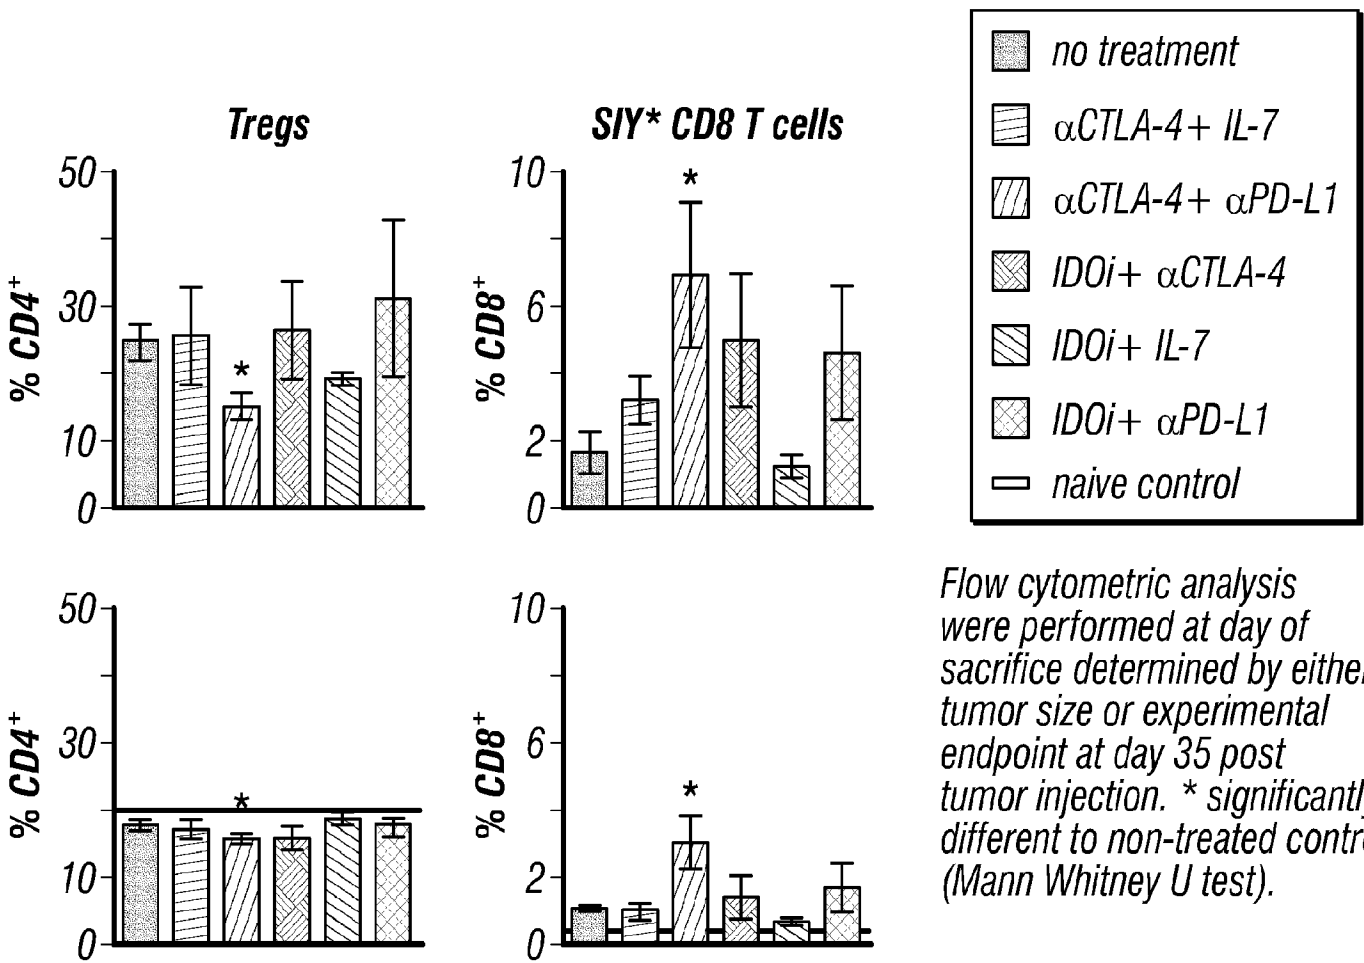 Tregs
50
30
10
0
% CD4+
*
SIY* CD8 T cells
10
6
2
0
% CD8+
*
50
30
10
0
% CD4+
*
10
6
2
0
% CD8+
*
no treatment
αCTLA-4+ IL-7
αCTLA-4+ αPD-L1
IDOi+ αCTLA-4
IDOi+ IL-7
IDOi+ αPD-L1
naive control
Flow cytometric analysis
were performed at day of
sacrifice determined by either
tumor size or experimental
endpoint at day 35 post
tumor injection. * significantly
different to non-treated contro
(Mann Whitney U test).